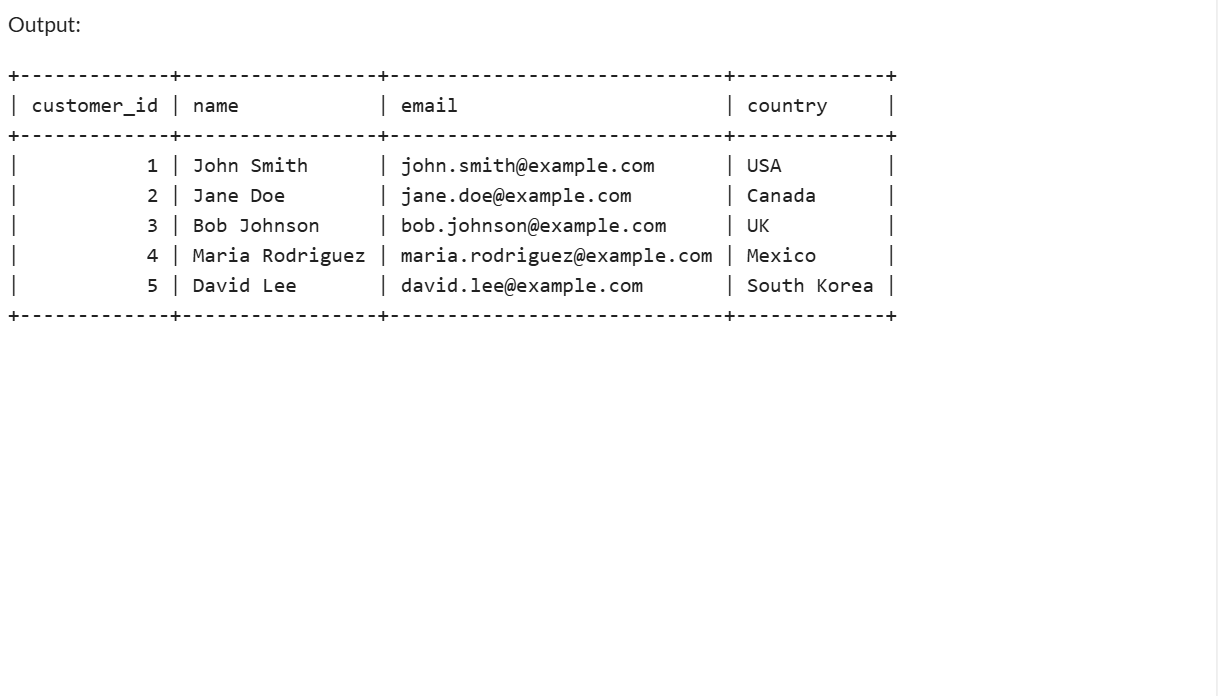 Output:
+-------------+-----------------+-----------------------------+-------------+
| customer_id | name            | email                       | country     |
+-------------+-----------------+-----------------------------+-------------+
|           1 | John Smith      | john.smith@example.com      | USA         |
|           2 | Jane Doe        | jane.doe@example.com        | Canada      |
|           3 | Bob Johnson     | bob.johnson@example.com     | UK          |
|           4 | Maria Rodriguez | maria.rodriguez@example.com | Mexico      |
|           5 | David Lee       | david.lee@example.com       | South Korea |
+-------------+-----------------+-----------------------------+-------------+